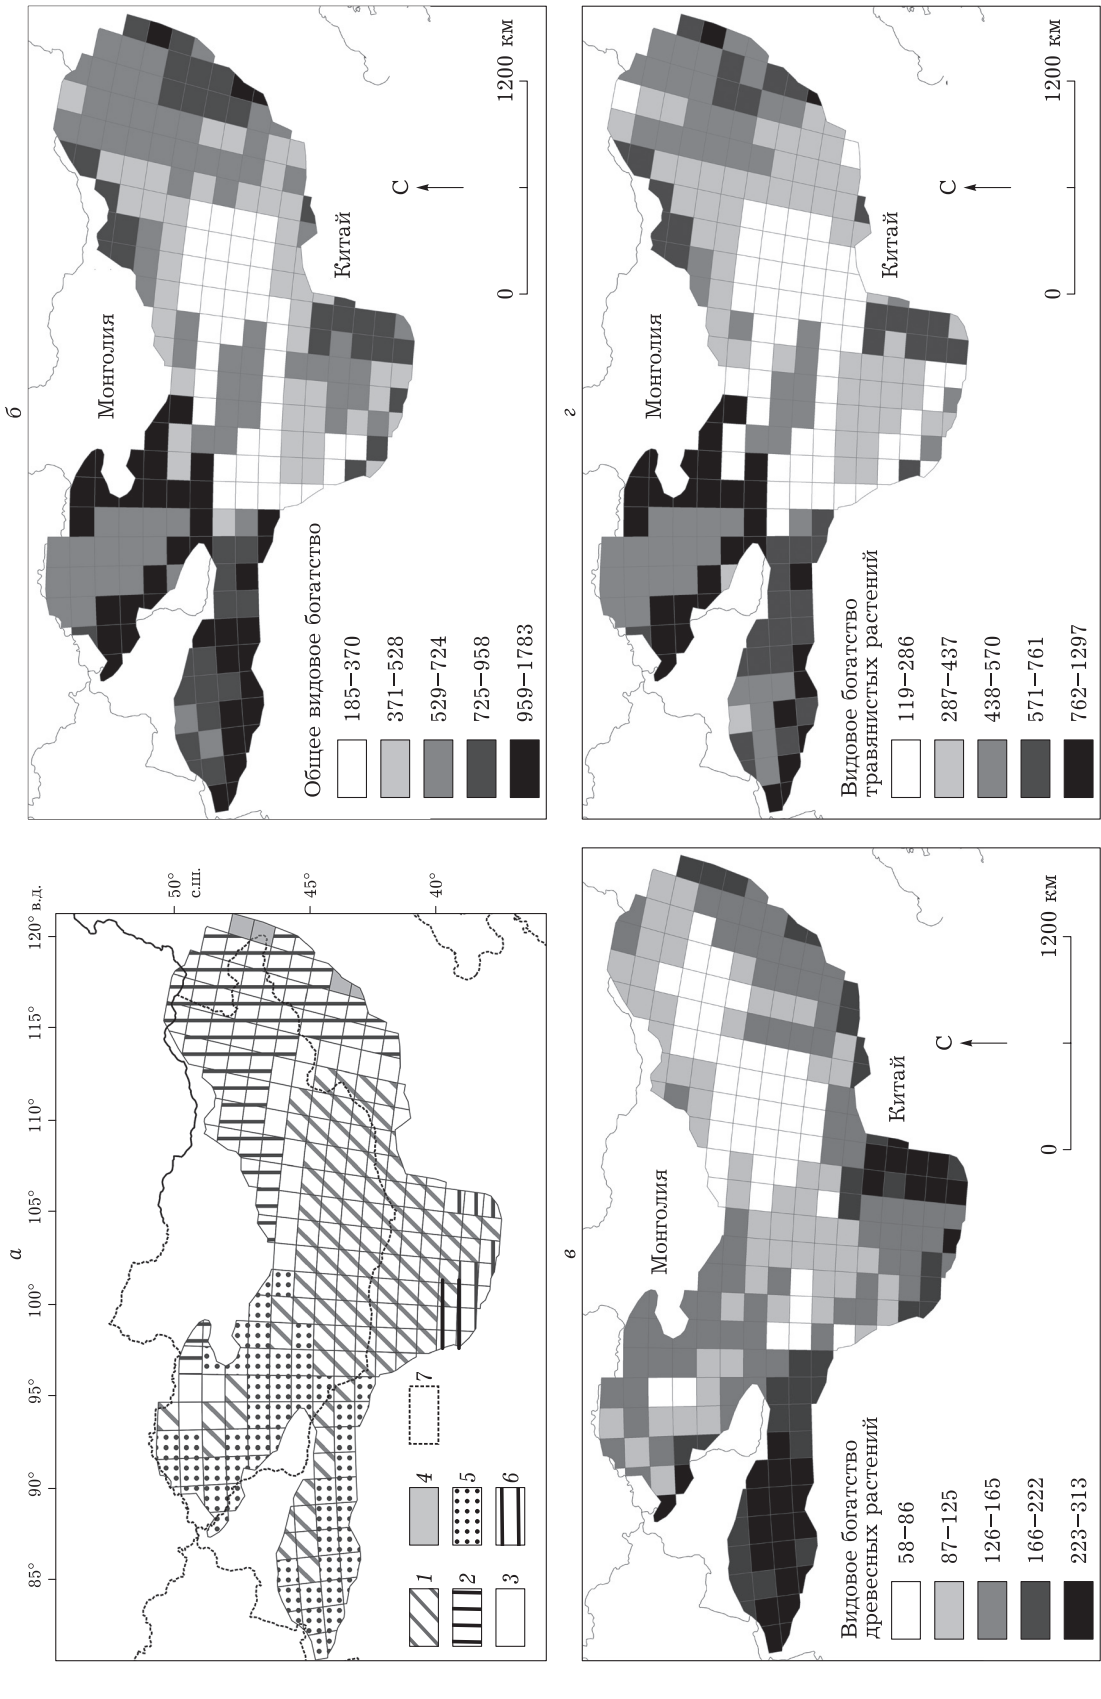 а
85°
90°
95°
100°
105°
110°
115°
120° в.д.
50°
с.ш.
45°
40°
1
2
3
4
5
6
7
б
Монголия
Китай
С
0
1200 км
Общее видовое богатство
185−370
371−528
529−724
725−958
959−1783
в
Монголия
Китай
С
0
1200 км
Видовое богатство
древесных растений
58−86
87−125
126−165
166−222
223−313
г
Монголия
Китай
С
0
1200 км
Видовое богатство
травянистых растений
119−286
287−437
438−570
571−761
762−1297